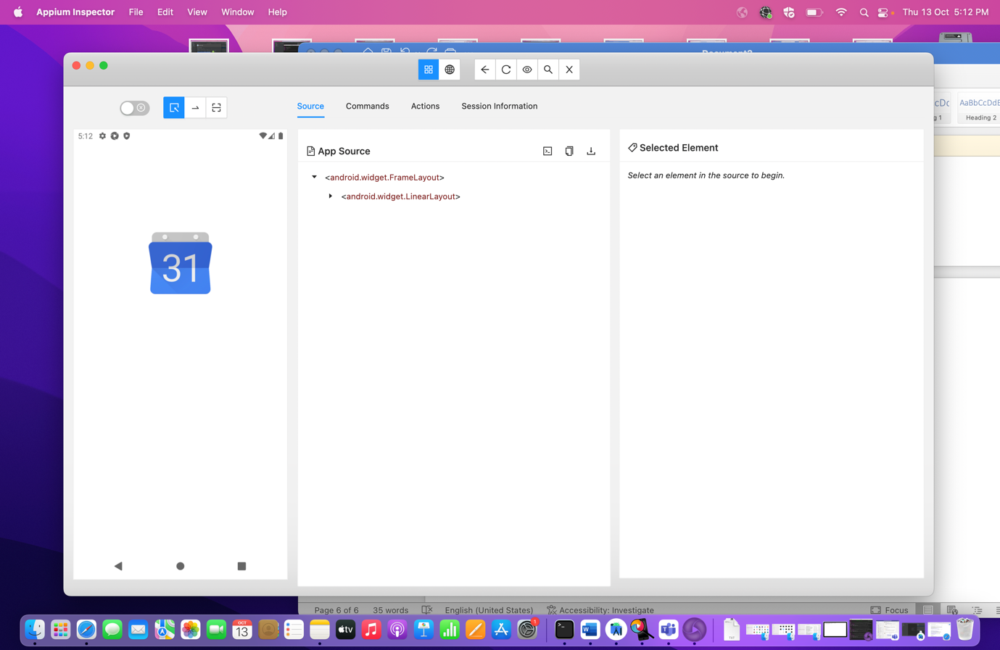 Appium Inspector File Edit View Window Help
Thu 13 Oct 5:12 PM
Source Commands Actions Session Information
5:12
31
App Source
<android.widget.FrameLayout>
<android.widget.LinearLayout>
Selected Element
Select an element in the source to begin.
AaBbCcDdE
g 1
Heading 2
Page 6 of 6 35 words English (United States) Accessibility: Investigate Focus
OCT
13
tv
1
TXT